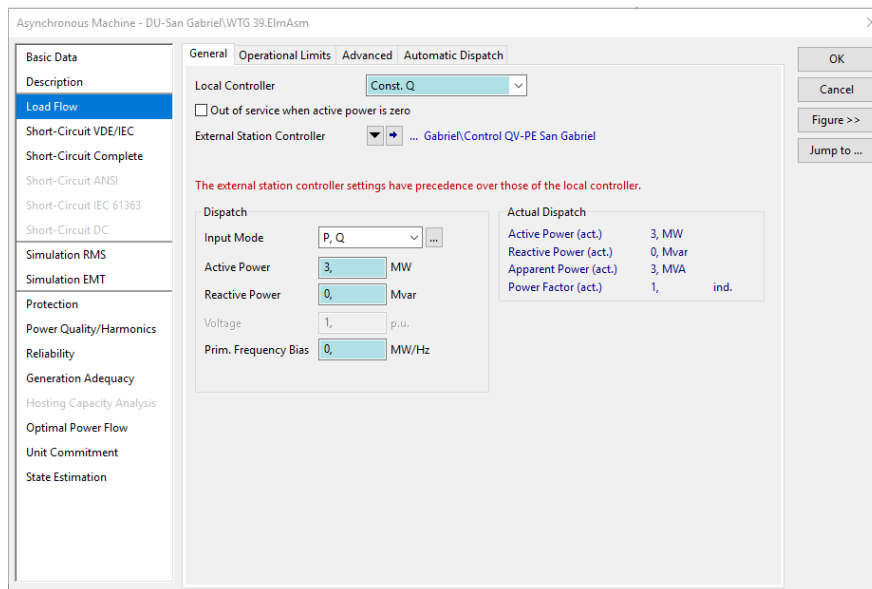 Asynchronous Machine - DU-San Gabriel\WTG 39.ElmAsm
Basic Data
Description
Load Flow
Short-Circuit VDE/IEC
Short-Circuit Complete
Short-Circuit ANSI
Short-Circuit IEC 61363
Short-Circuit DC
Simulation RMS
Simulation EMT
Protection
Power Quality/Harmonics
Reliability
Generation Adequacy
Hosting Capacity Analysis
Optimal Power Flow
Unit Commitment
State Estimation
General Operational Limits Advanced Automatic Dispatch
Local Controller Const. Q
Out of service when active power is zero
External Station Controller ... Gabriel\Control QV-PE San Gabriel
The external station controller settings have precedence over those of the local controller.
Dispatch
Input Mode P, Q ...
Active Power 3, MW
Reactive Power 0, Mvar
Voltage 1, p.u.
Prim. Frequency Bias 0, MW/Hz
Actual Dispatch
Active Power (act.) 3, MW
Reactive Power (act.) 0, Mvar
Apparent Power (act.) 3, MVA
Power Factor (act.) 1, ind.
OK
Cancel
Figure >>
Jump to ...